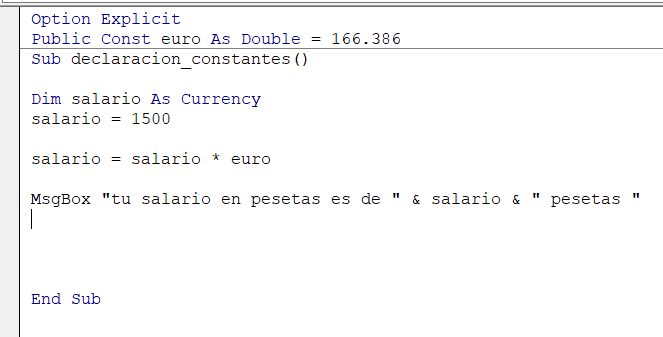 Option Explicit
Public Const euro As Double = 166.386
Sub declaracion_constantes()
Dim salario As Currency
salario = 1500
salario = salario * euro
MsgBox "tu salario en pesetas es de " & salario & " pesetas "
End Sub